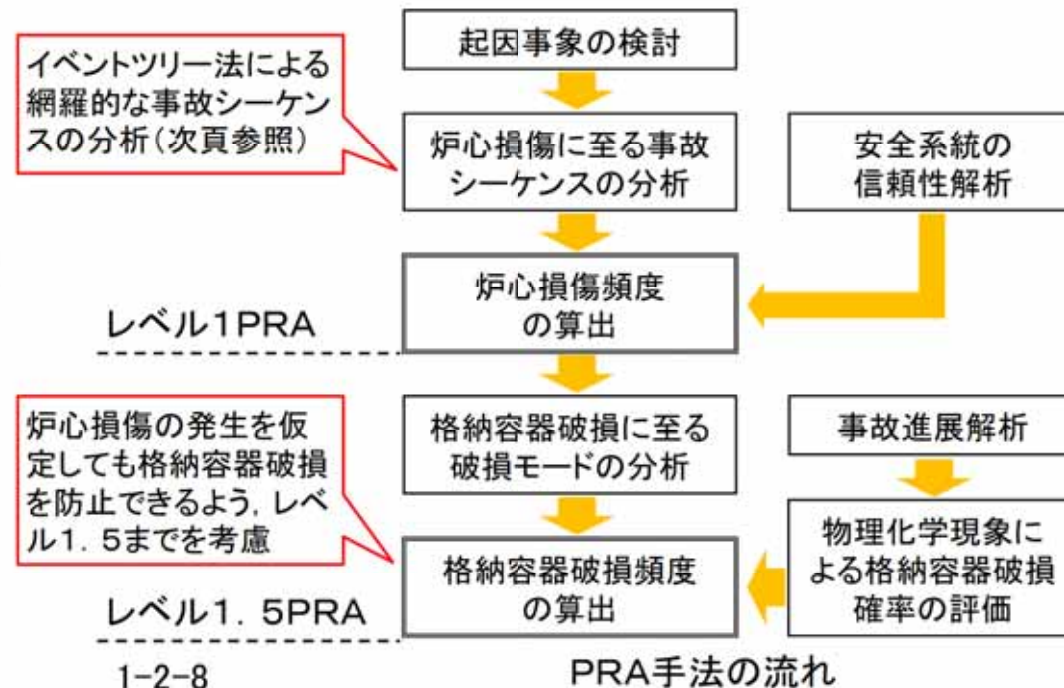 起因事象の検討
イベントツリー法による
網羅的な事故シーケン
スの分析(次頁参照)
炉心損傷に至る事故
シーケンスの分析
安全系統の
信頼性解析
炉心損傷頻度
の算出
レベル1PRA
炉心損傷の発生を仮
定しても格納容器破損
を防止できるよう,レベ
ル1.5までを考慮
格納容器破損に至る
破損モードの分析
事故進展解析
物理化学現象に
よる格納容器破損
確率の評価
格納容器破損頻度
の算出
レベル1.5PRA
1-2-8
PRA手法の流れ